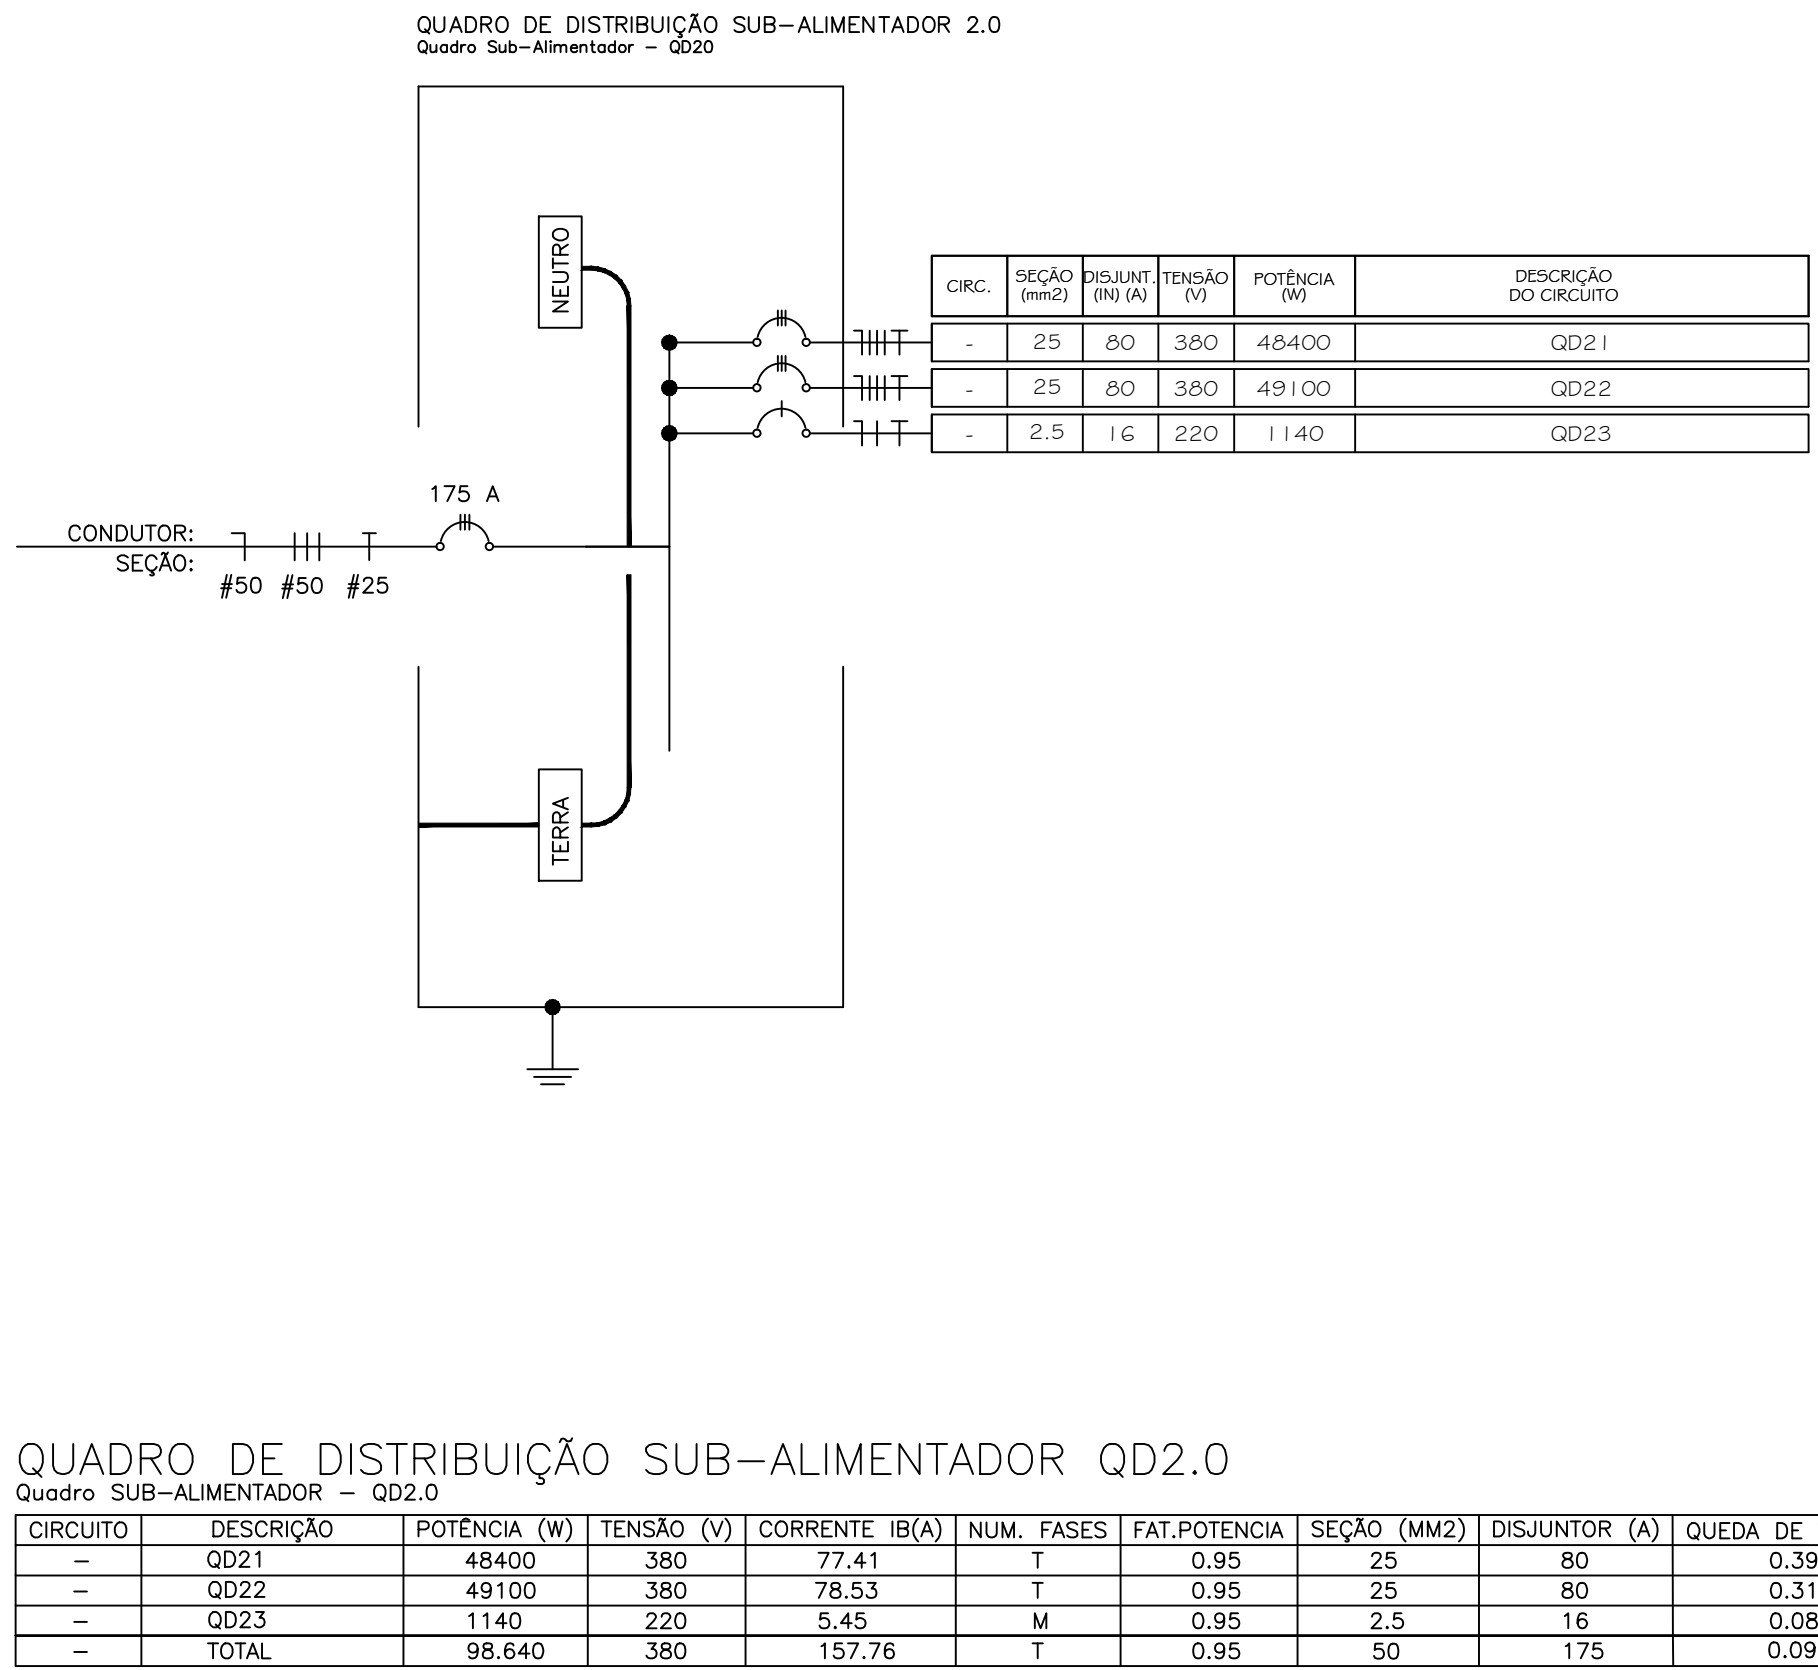 QUADRO DE DISTRIBUIÇÃO SUB-ALIMENTADOR 2.0
Quadro Sub-Alimentador - QD20
NEUTRO
CIRC. SEÇÃO (mm2) DISJUNT. (IN) (A) TENSÃO (V) POTÊNCIA (W) DESCRIÇÃO DO CIRCUITO
- 25 80 380 48400 QD21
- 25 80 380 49100 QD22
- 2.5 16 220 1140 QD23
175 A
CONDUTOR:
SEÇÃO:
#50 #50 #25
TERRA
QUADRO DE DISTRIBUIÇÃO SUB-ALIMENTADOR QD2.0
Quadro SUB-ALIMENTADOR - QD2.0
CIRCUITO DESCRIÇÃO POTÊNCIA (W) TENSÃO (V) CORRENTE IB(A) NUM. FASES FAT.POTENCIA SEÇÃO (MM2) DISJUNTOR (A) QUEDA DE
- QD21 48400 380 77.41 T 0.95 25 80 0.39
- QD22 49100 380 78.53 T 0.95 25 80 0.31
- QD23 1140 220 5.45 M 0.95 2.5 16 0.08
- TOTAL 98.640 380 157.76 T 0.95 50 175 0.09